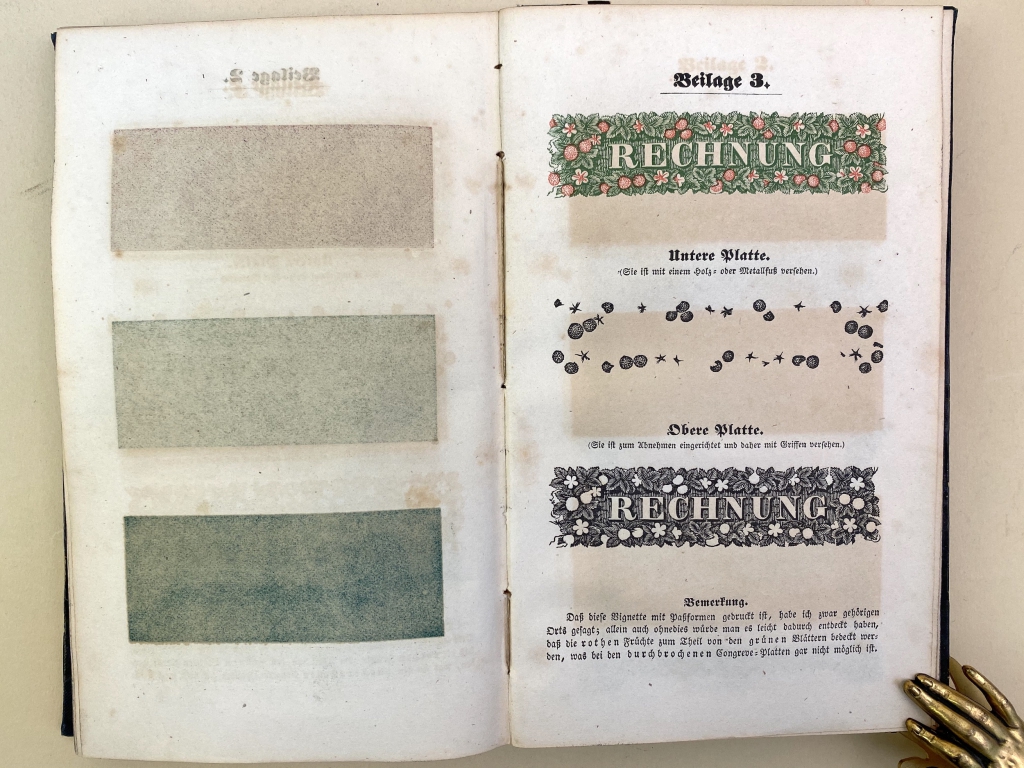 Beilage 2.
Beilage 3.
RECHNUNG
Untere Platte.
(Sie ist mit einem Holz= oder Metallfuß versehen.)
Obere Platte.
(Sie ist zum Abnehmen eingerichtet und daher mit Griffen versehen.)
RECHNUNG
Bemerkung.
Daß diese Vignette mit Paßformen gedruckt ist, habe ich zwar gehörigen
Orts gesagt; allein auch ohnedies würde man es leicht dadurch entdeckt haben,
daß die rothen Früchte zum Theil von den grünen Blättern bedeckt wer=
den, was bei den durchbrochenen Congreve=Platten gar nicht möglich ist.